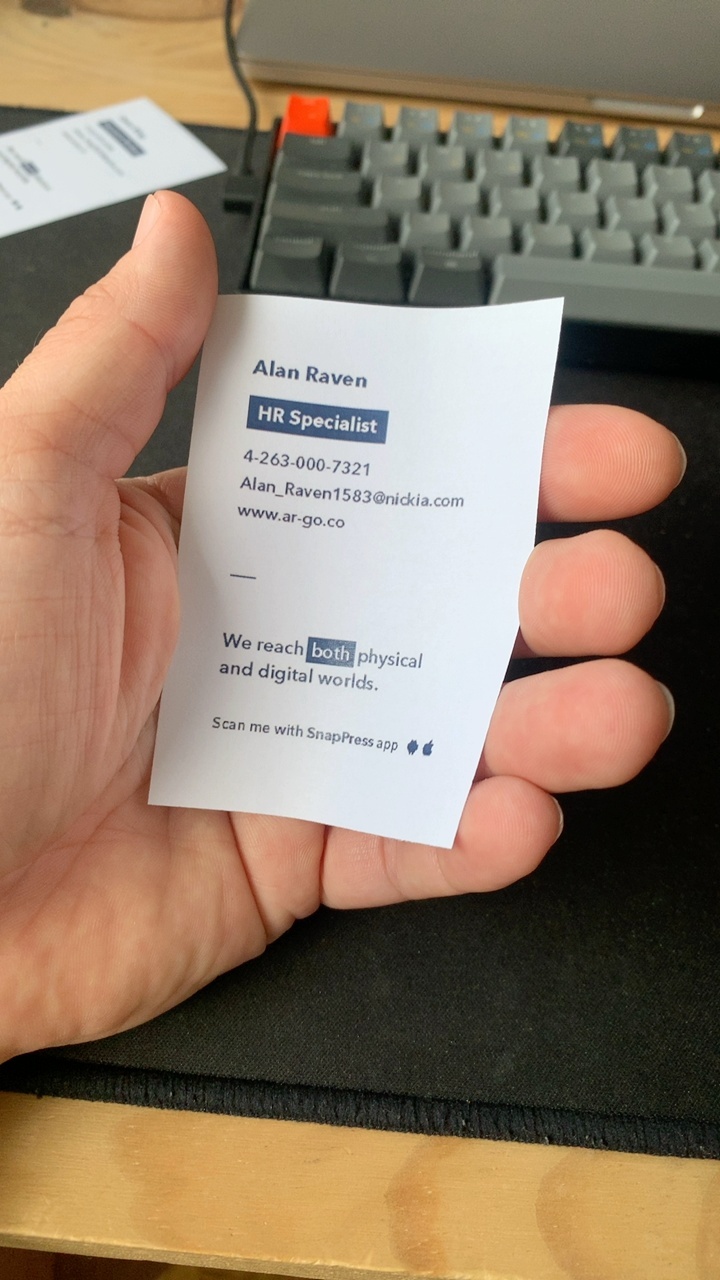 Alan Raven
HR Specialist
4-263-000-7321
Alan_Raven1583@nickia.com
www.ar-go.co
We reach both physical
and digital worlds.
Scan me with SnapPress app